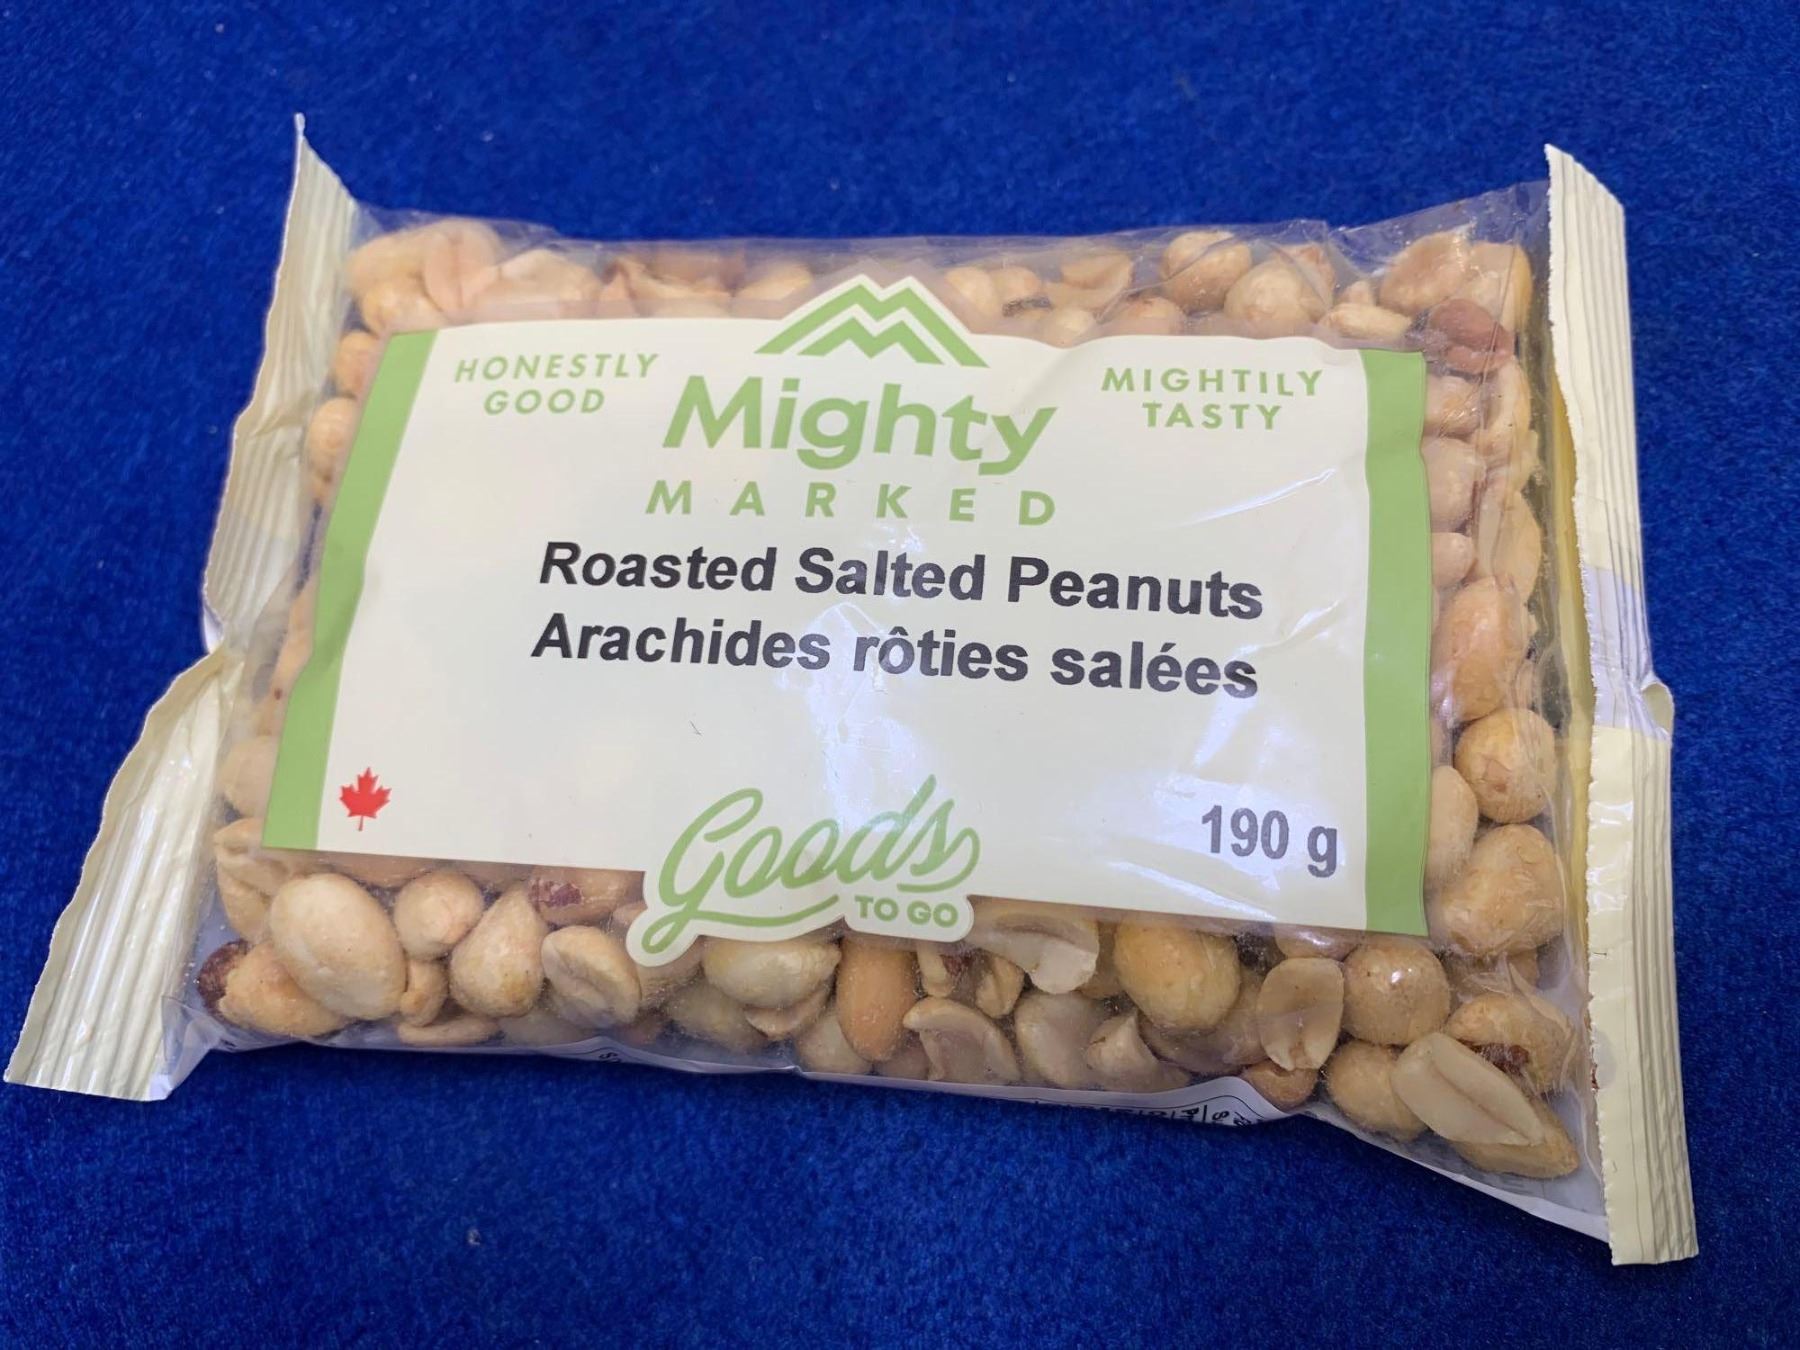 HONESTLY
GOOD
Mighty
MARKED
MIGHTILY
TASTY
Roasted Salted Peanuts
Arachides rôties salées
Goods
TO GO
190 g